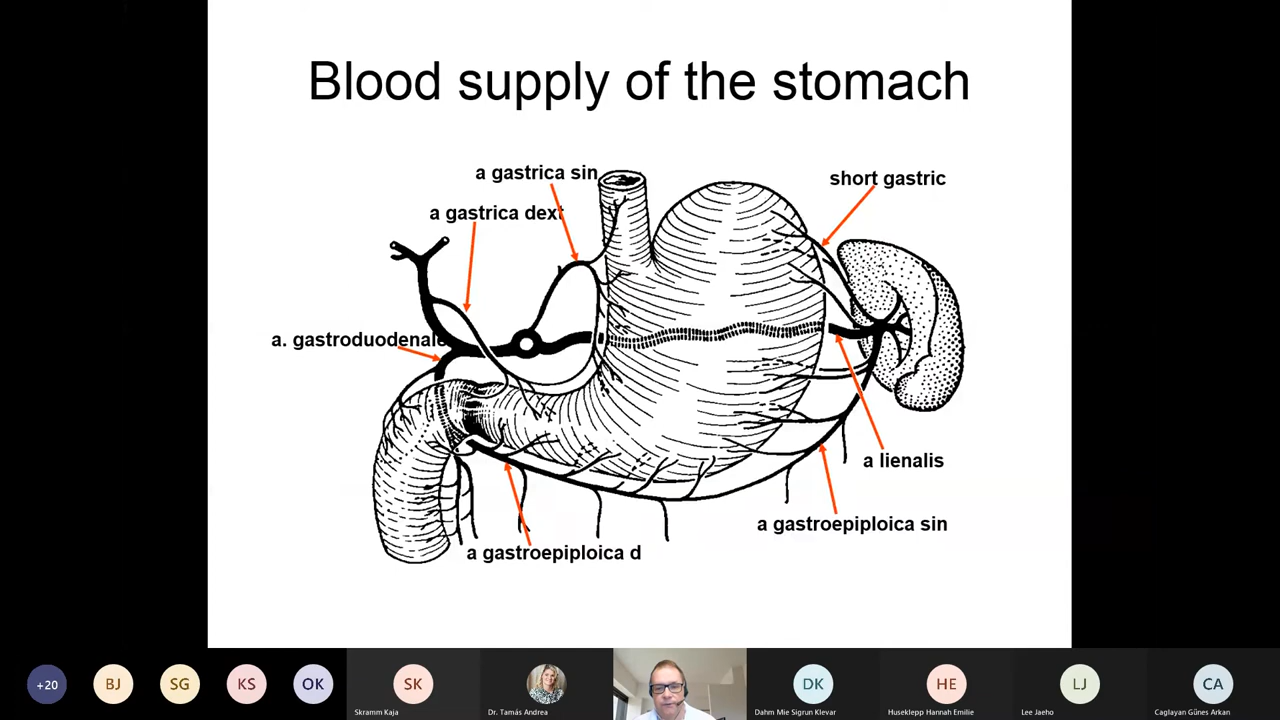 Blood supply of the stomach
a gastrica sin
short gastric
a gastrica dext
a. gastroduodenale
a lienalis
a gastroepiploica sin
a gastroepiploica d
+20
BJ
SG
KS
OK
SK
DK
HE
LJ
CA
Skramm Kaja
Dr. Tamás Andrea
Dahm Mie Sigrun Klevar
Huseklepp Hannah Emilie
Lee Jaeho
Caglayan Günes Arkan